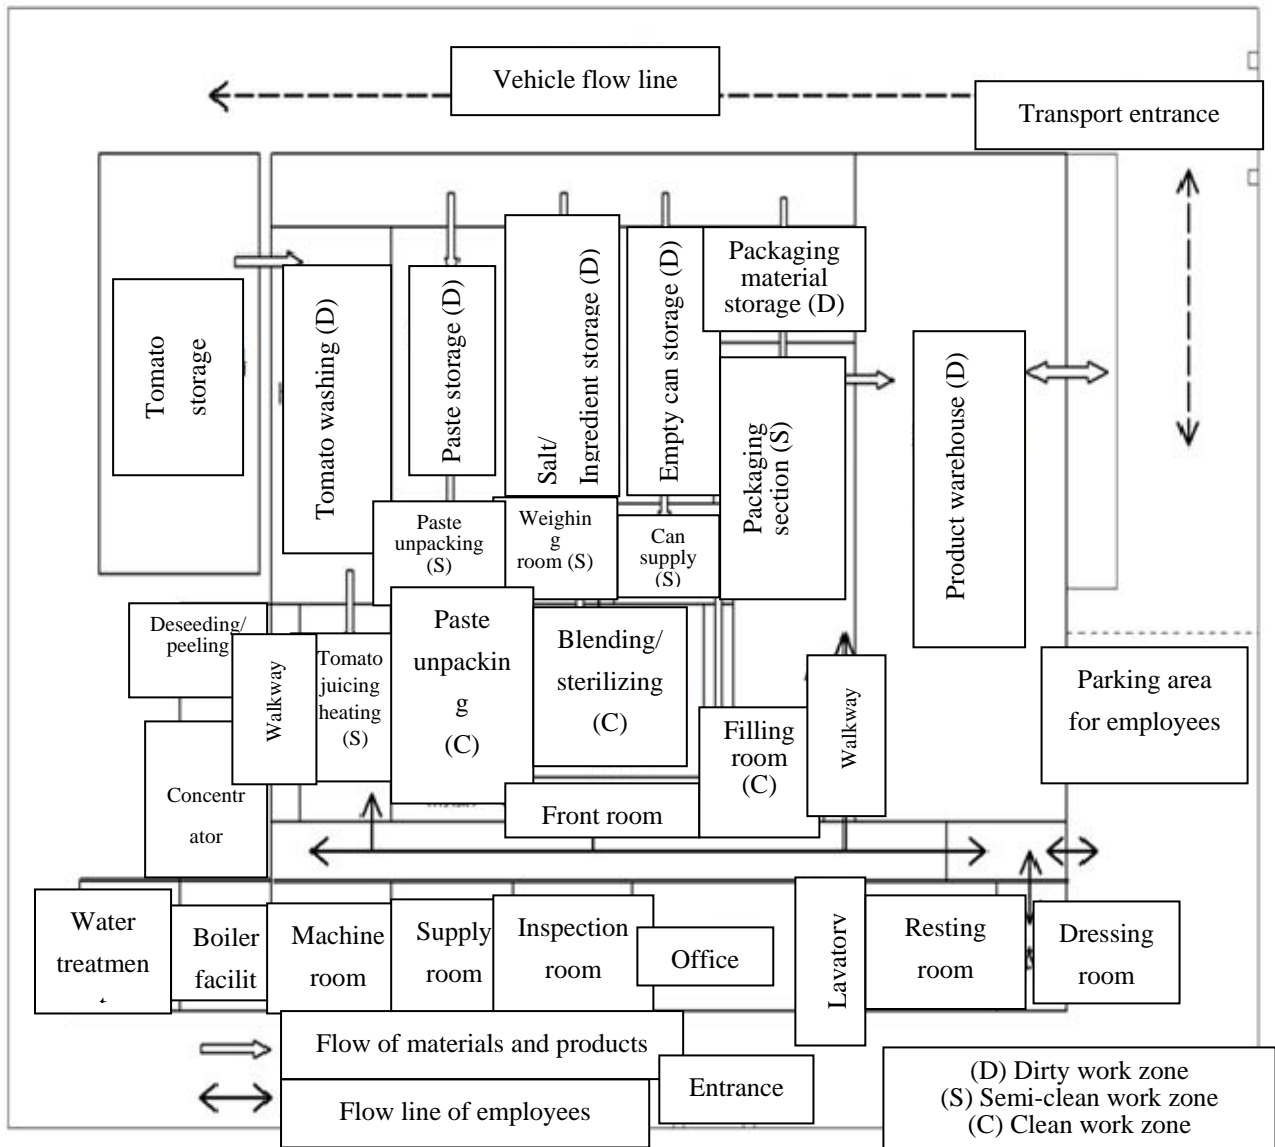 Vehicle flow line
Transport entrance
Tomato
storage
Tomato washing (D)
Paste storage (D)
Salt/
Ingredient storage (D)
Empty can storage (D)
Packaging
material
storage (D)
Packaging
section (S)
Product warehouse (D)
Paste
unpacking
(S)
Weighin
g
room (S)
Can
supply
(S)
Deseeding/
peeling
Walkway
Tomato
juicing
heating
(S)
Paste
unpackin
g
(C)
Blending/
sterilizing
(C)
Filling
room
(C)
Walkway
Parking area
for employees
Concentr
ator
Front room
Water
treatmen
Boiler
facilit
Machine
room
Supply
room
Inspection
room
Office
Lavatory
Resting
room
Dressing
room
Flow of materials and products
Flow line of employees
Entrance
(D) Dirty work zone
(S) Semi-clean work zone
(C) Clean work zone